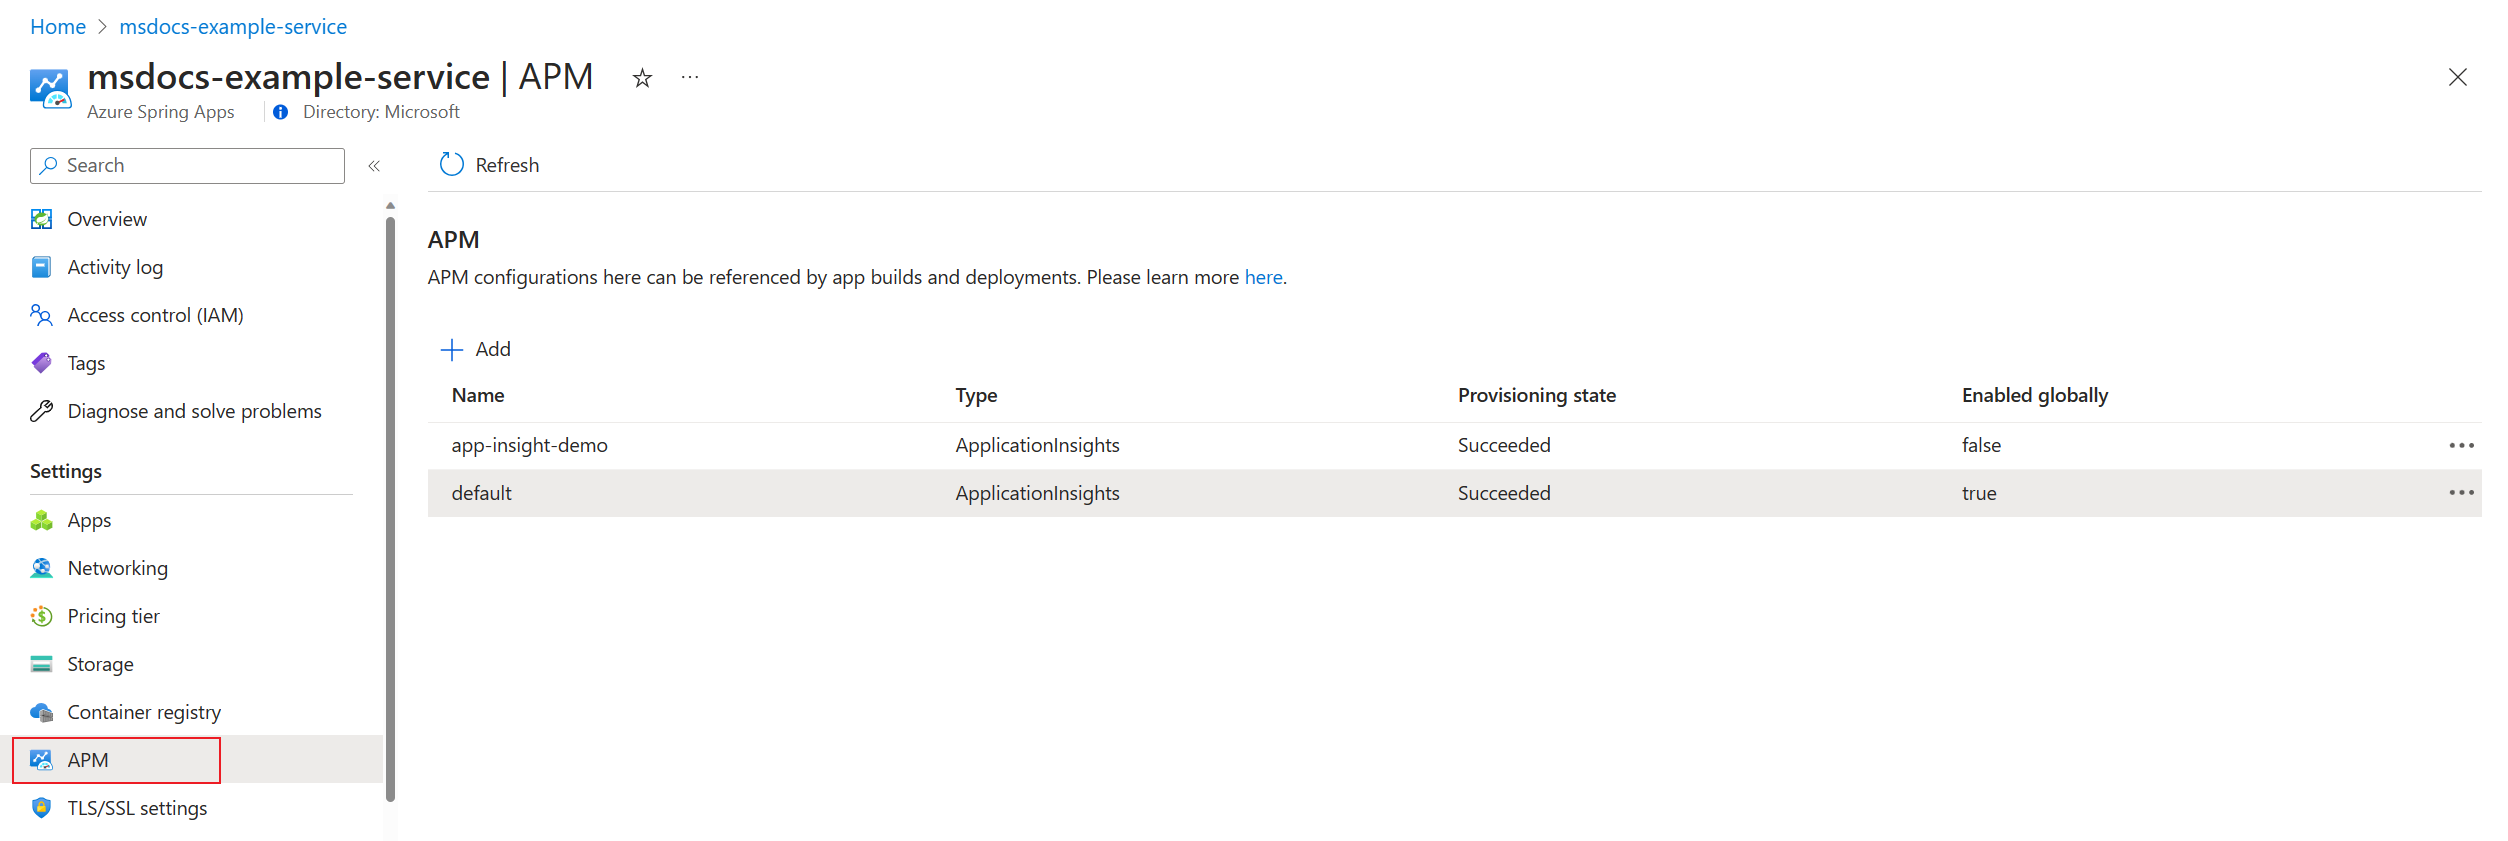 Home > msdocs-example-service
msdocs-example-service | APM
Azure Spring Apps
Directory: Microsoft
Search
Refresh
Overview
Activity log
Access control (IAM)
Tags
Diagnose and solve problems
Settings
Apps
Networking
Pricing tier
Storage
Container registry
APM
TLS/SSL settings
APM
APM configurations here can be referenced by app builds and deployments. Please learn more here.
Add
Name Type Provisioning state Enabled globally
app-insight-demo ApplicationInsights Succeeded false
default ApplicationInsights Succeeded true